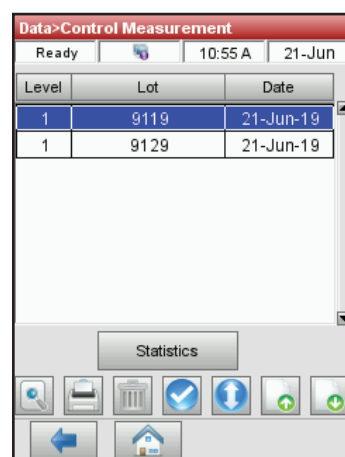 Data>Control Measurement
Ready 10:55 A 21-Jun
Level Lot Date
1 9119 21-Jun-19
1 9129 21-Jun-19
Statistics